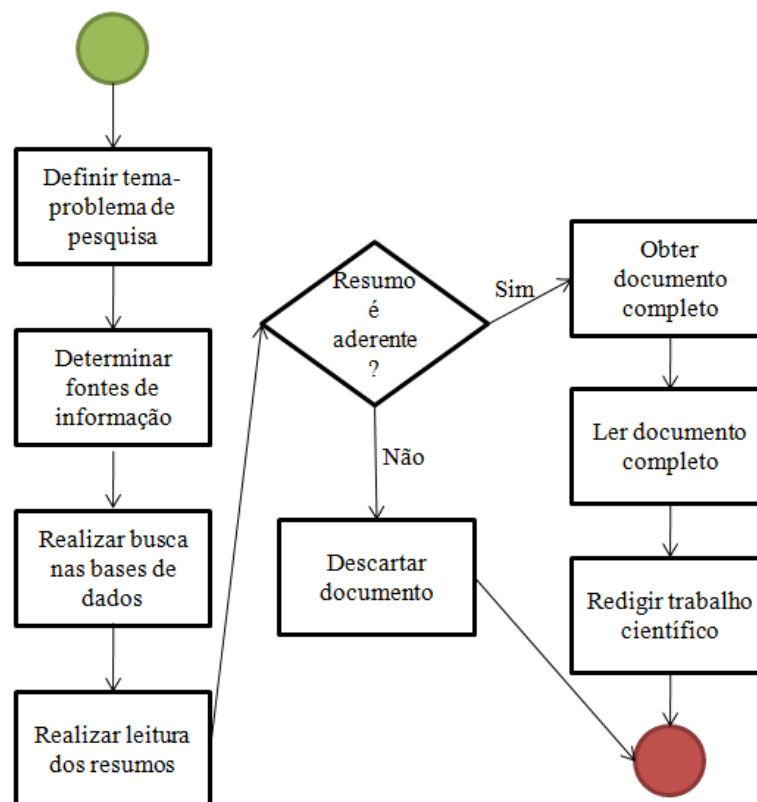 Definir tema-
problema de
pesquisa
Determinar
fontes de
informação
Realizar busca
nas bases de
dados
Realizar leitura
dos resumos
Resumo
é
aderente
?
Sim
Não
Descartar
documento
Obter
documento
completo
Ler documento
completo
Redigir trabalho
científico